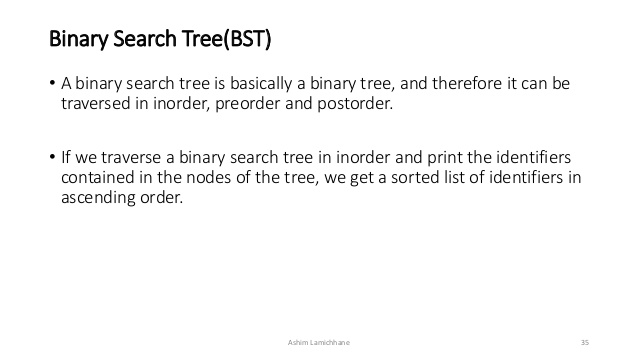 Binary Search Tree(BST)
• A binary search tree is basically a binary tree, and therefore it can be
traversed in inorder, preorder and postorder.
• If we traverse a binary search tree in inorder and print the identifiers
contained in the nodes of the tree, we get a sorted list of identifiers in
ascending order.
Ashim Lamichhane
35